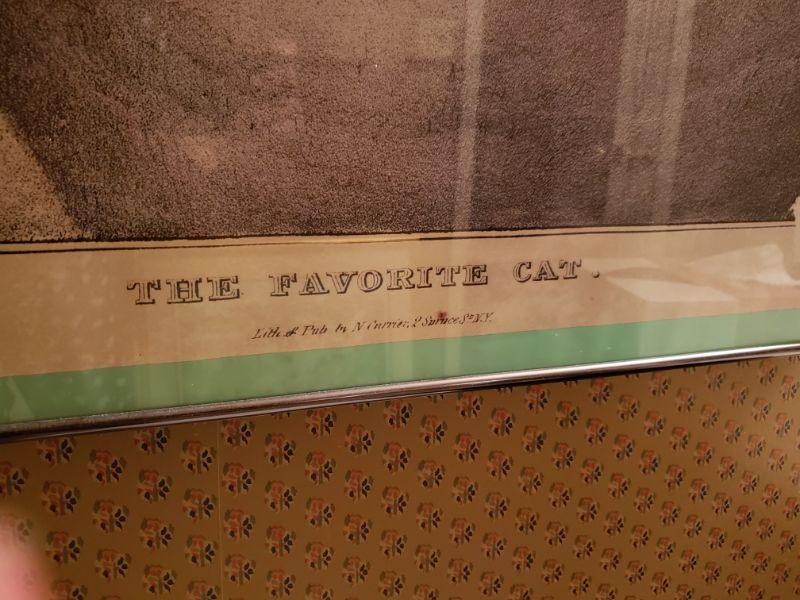 THE FAVORITE CAT.
Lith. & Pub. by N. Currier, 2 Spruce St. N.Y.